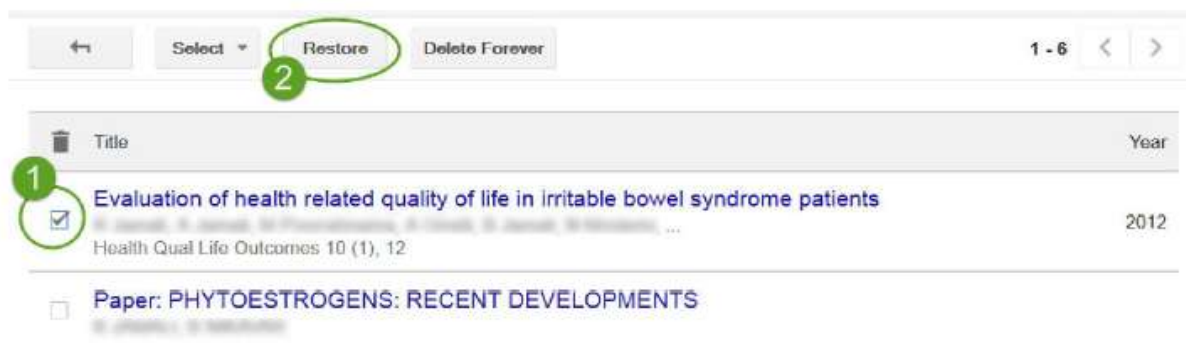 Select
Restore
Delete Forever
1 - 6
2
Title
Year
1
Evaluation of health related quality of life in irritable bowel syndrome patients
...
2012
Health Qual Life Outcomes 10 (1), 12
Paper: PHYTOESTROGENS: RECENT DEVELOPMENTS